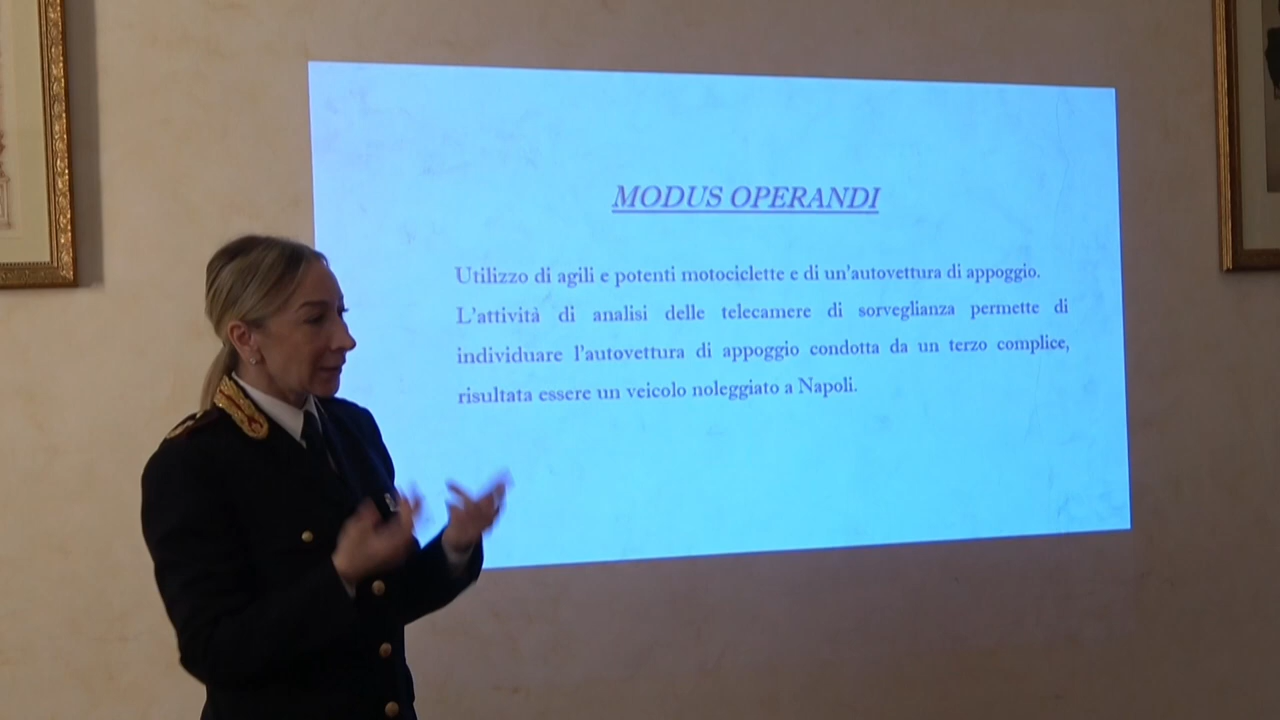 MODUS OPERANDI
Utilizzo di agili e potenti motociclette e di un'autovettura di appoggio.
L'attività di analisi delle telecamere di sorveglianza permette di
individuare l'autovettura di appoggio condotta da un terzo complice,
risultata essere un veicolo noleggiato a Napoli.